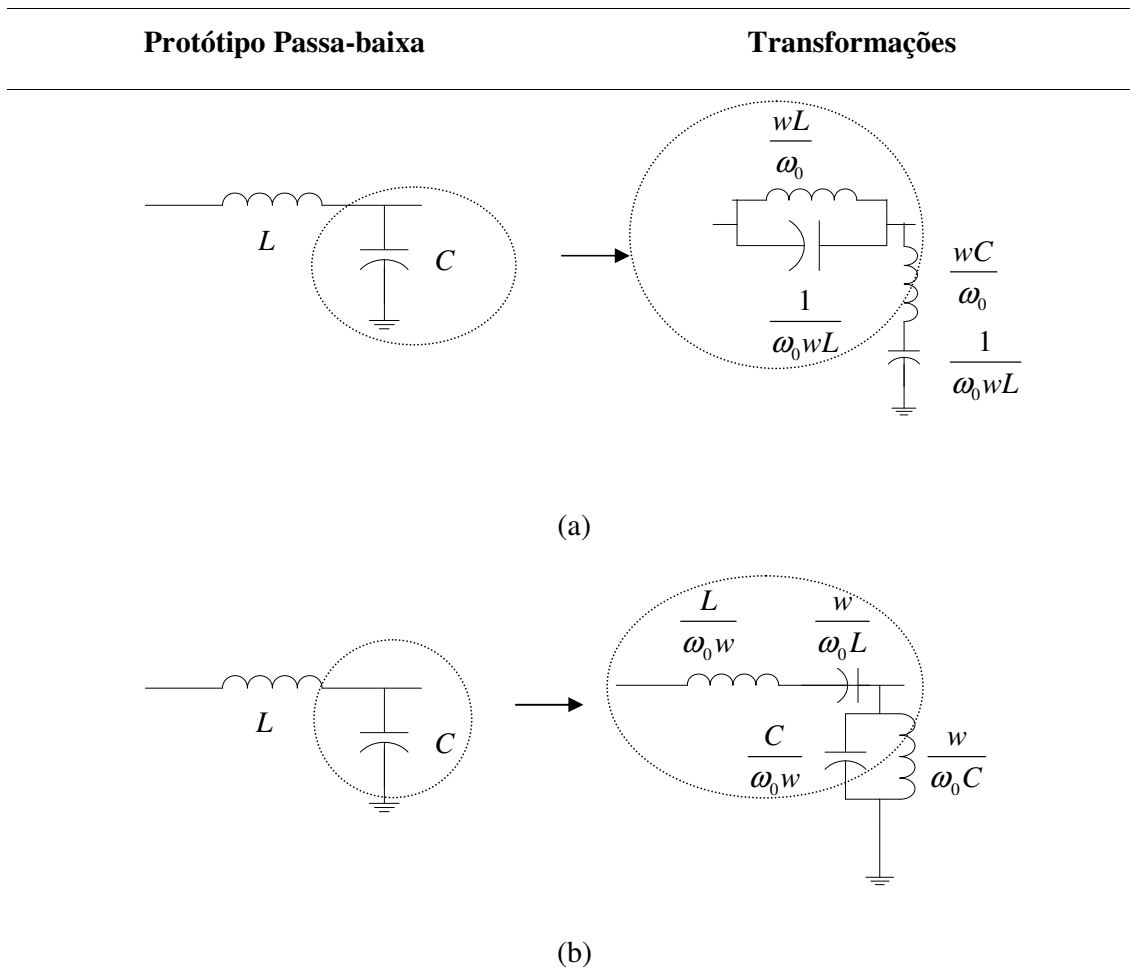 Protótipo Passa-baixa Transformações
L
C
wL/ω₀
1/ω₀wL
wC/ω₀
1/ω₀wL
(a)
L
C
L/ω₀w
w/ω₀L
C/ω₀w
w/ω₀C
(b)